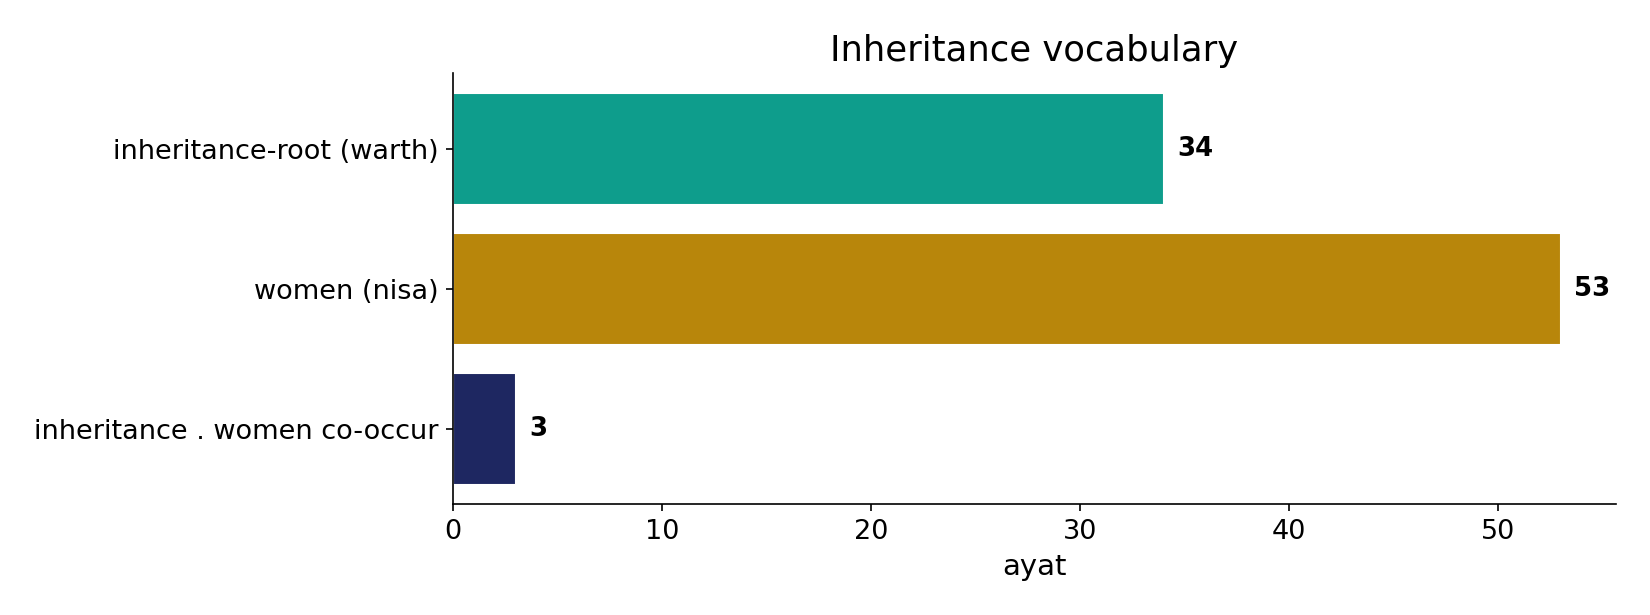 Inheritance vocabulary
inheritance-root (warth)
34
women (nisa)
53
inheritance . women co-occur
3
0 10 20 30 40 50
ayat